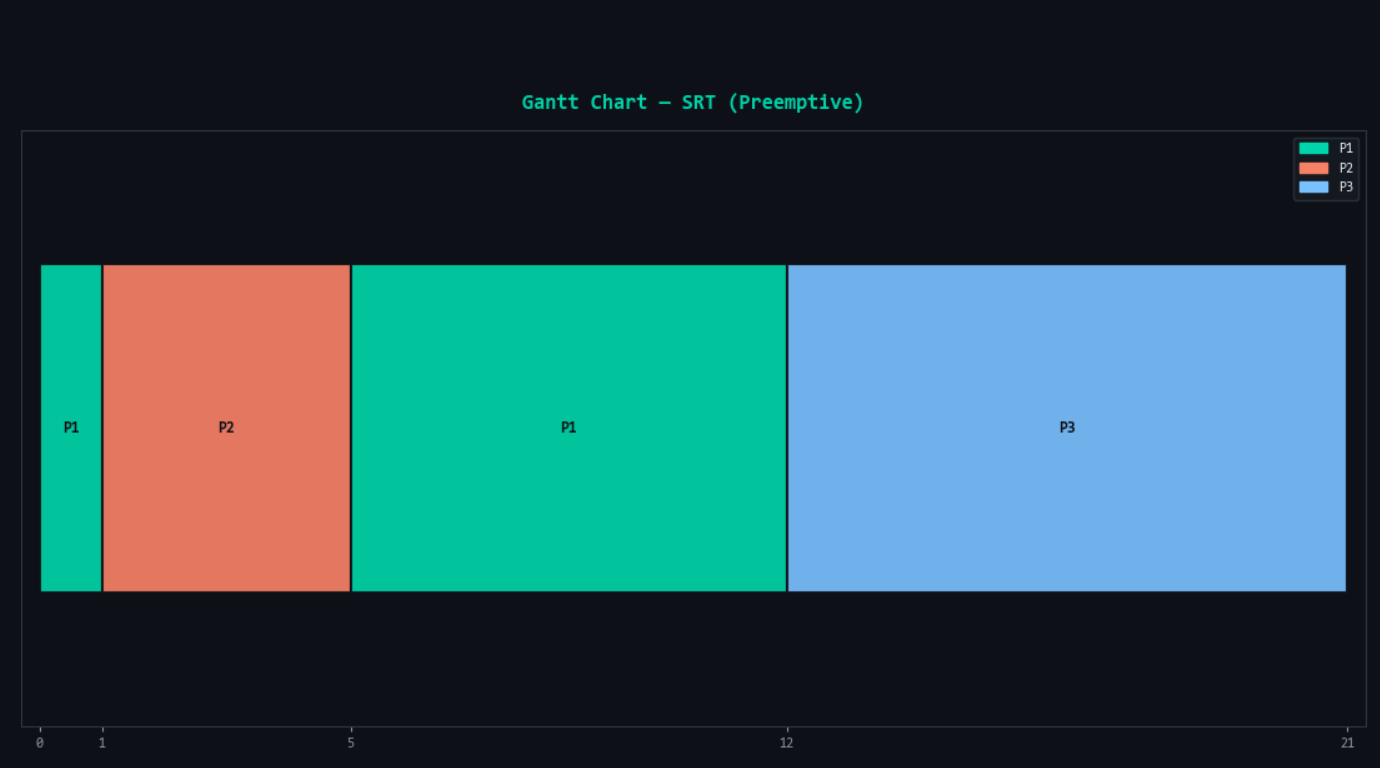 Gantt Chart — SRT (Preemptive)
P1
P2
P3
P1 P2 P1 P3
0 1 5 12 21